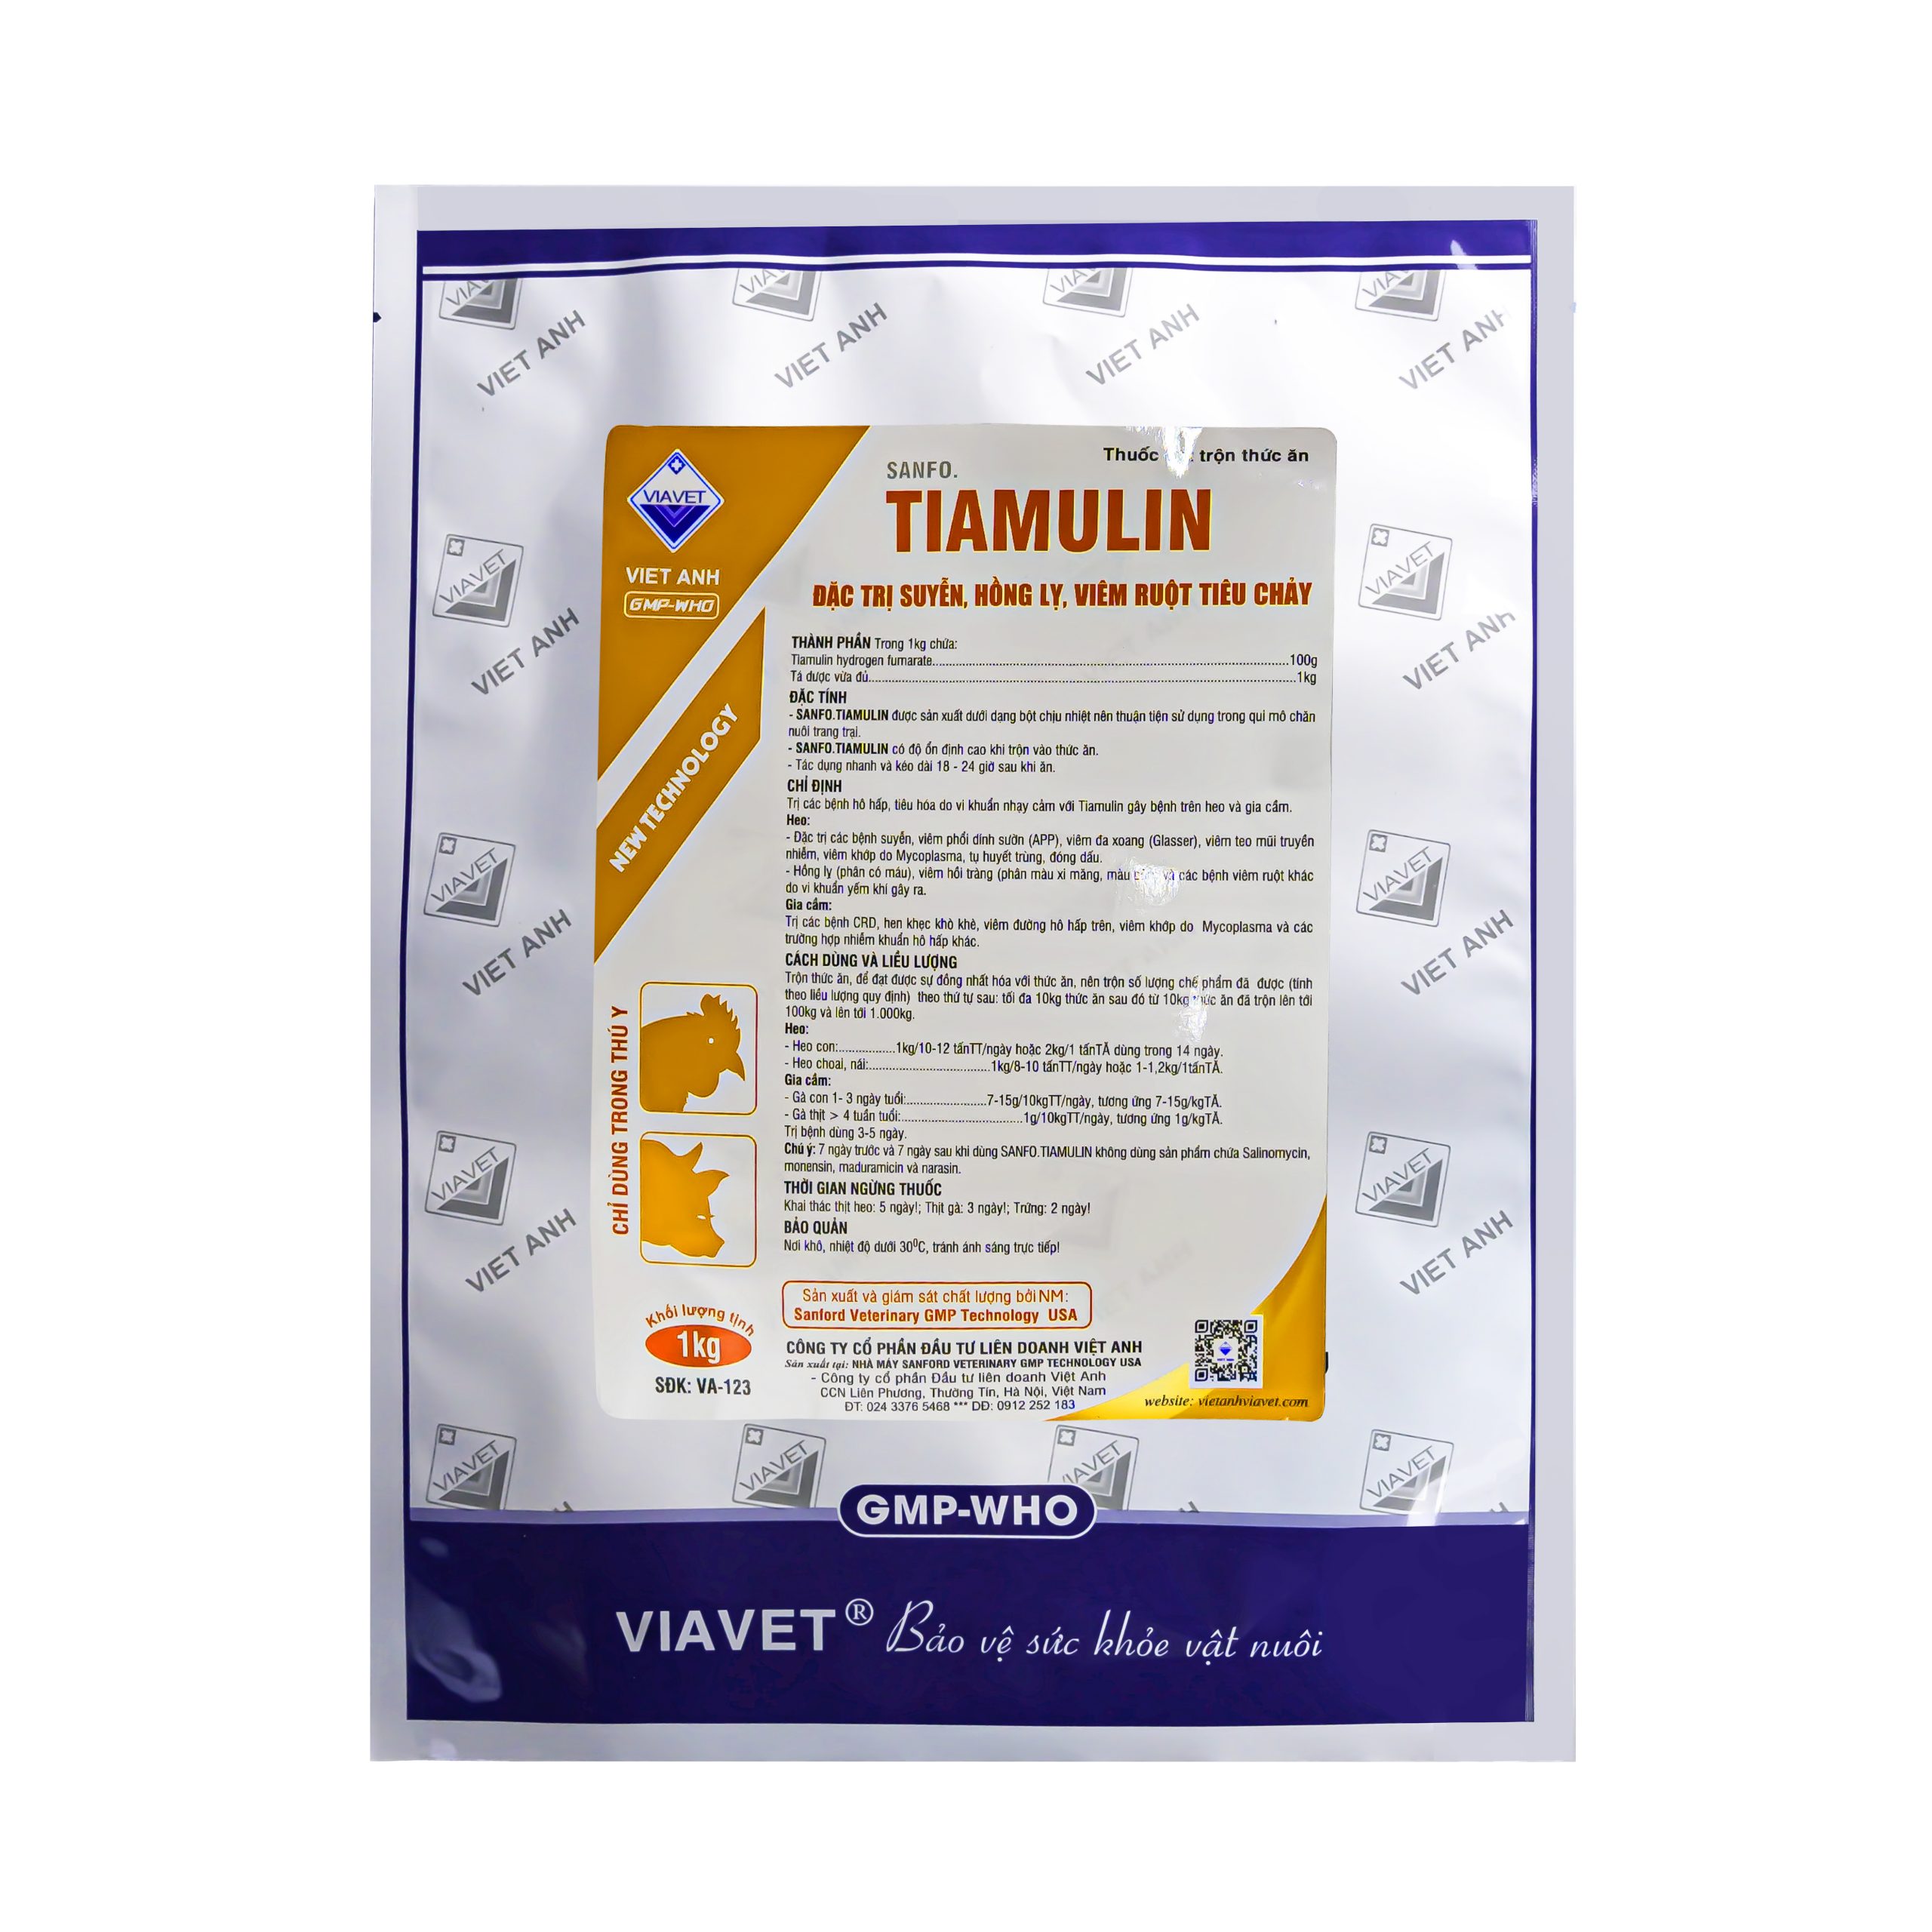 VIAVET
VIET ANH
GMP-WHO
NEW TECHNOLOGY
Thuốc trộn thức ăn
SANFO.
TIAMULIN
ĐẶC TRỊ SUYỄN, HỒNG LỴ, VIÊM RUỘT TIÊU CHẢY
THÀNH PHẦN Trong 1kg chứa:
Tiamulin hydrogen fumarate...100g
Tá dược vừa đủ...1kg
ĐẶC TÍNH
- SANFO.TIAMULIN được sản xuất dưới dạng bột chịu nhiệt nên thuận tiện sử dụng trong qui mô chăn
nuôi trang trại.
- SANFO.TIAMULIN có độ ổn định cao khi trộn vào thức ăn.
- Tác dụng nhanh và kéo dài 18 - 24 giờ sau khi ăn.
CHỈ ĐỊNH
Trị các bệnh hô hấp, tiêu hóa do vi khuẩn nhạy cảm với Tiamulin gây bệnh trên heo và gia cầm.
Heo:
- Đặc trị các bệnh suyễn, viêm phổi dính sườn (APP), viêm đa xoang (Glasser), viêm teo mũi truyền
nhiễm, viêm khớp do Mycoplasma, tụ huyết trùng, đóng dấu.
- Hồng lỵ (phân có máu), viêm hồi tràng (phân màu xi măng, màu và các bệnh viêm ruột khác
do vi khuẩn yếm khí gây ra.
Gia cầm:
Trị các bệnh CRD, hen khẹc khò khè, viêm đường hô hấp trên, viêm khớp do Mycoplasma và các
trường hợp nhiễm khuẩn hô hấp khác.
CÁCH DÙNG VÀ LIỀU LƯỢNG
Trộn thức ăn, để đạt được sự đồng nhất hóa với thức ăn, nên trộn số lượng chế phẩm đã được (tính
theo liều lượng quy định) theo thứ tự sau: tối đa 10kg thức ăn sau đó từ 10kg thức ăn đã trộn lên tới
100kg và lên tới 1.000kg.
Heo:
- Heo con:...1kg/10-12 tấnTT/ngày hoặc 2kg/1 tấnTĂ dùng trong 14 ngày.
- Heo choai, nái:...1kg/8-10 tấnTT/ngày hoặc 1-1,2kg/1tấnTĂ.
Gia cầm:
- Gà con 1- 3 ngày tuổi:...7-15g/10kgTT/ngày, tương ứng 7-15g/kgTĂ.
- Gà thịt > 4 tuần tuổi:...1g/10kgTT/ngày, tương ứng 1g/kgTĂ.
Trị bệnh dùng 3-5 ngày.
Chú ý: 7 ngày trước và 7 ngày sau khi dùng SANFO.TIAMULIN không dùng sản phẩm chứa Salinomycin,
monensin, maduramicin và narasin.
THỜI GIAN NGỪNG THUỐC
Khai thác thịt heo: 5 ngày!; Thịt gà: 3 ngày!; Trứng: 2 ngày!
BẢO QUẢN
Nơi khô, nhiệt độ dưới 30⁰C, tránh ánh sáng trực tiếp!
CHỈ DÙNG TRONG THÚ Y
Khối lượng tịnh
1kg
SĐK: VA-123
Sản xuất và giám sát chất lượng bởi NM:
Sanford Veterinary GMP Technology USA
CÔNG TY CỔ PHẦN ĐẦU TƯ LIÊN DOANH VIỆT ANH
Sản xuất tại: NHÀ MÁY SANFORD VETERINARY GMP TECHNOLOGY USA
- Công ty cổ phần Đầu tư liên doanh Việt Anh
CCN Liên Phương, Thường Tín, Hà Nội, Việt Nam
ĐT: 024 3376 5468 *** DĐ: 0912 252 183
website: vietanhviavet.com
GMP-WHO
VIAVET® Bảo vệ sức khỏe vật nuôi